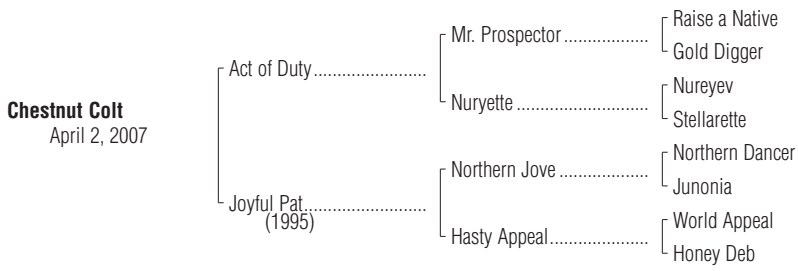 Raise a Native
Mr. Prospector
Gold Digger
Act of Duty
Nureyev
Nuryette
Stellarette
Chestnut Colt
April 2, 2007
Northern Dancer
Northern Jove
Junonia
Joyful Pat
(1995)
World Appeal
Hasty Appeal
Honey Deb